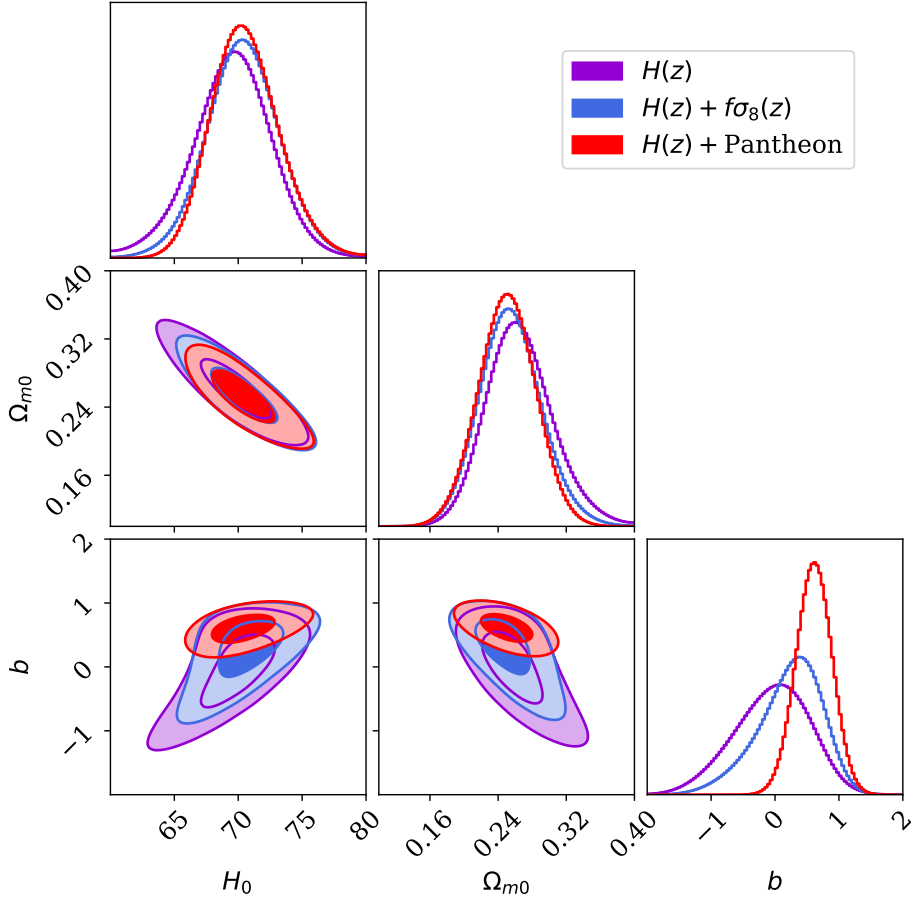 H(z)
H(z) + fσ₈(z)
H(z) + Pantheon
0.40
0.32
0.24
0.16
Ωₘ₀
2
1
0
−1
b
65
70
75
80
H₀
0.16
0.24
0.32
0.40
Ωₘ₀
−1
0
1
2
b